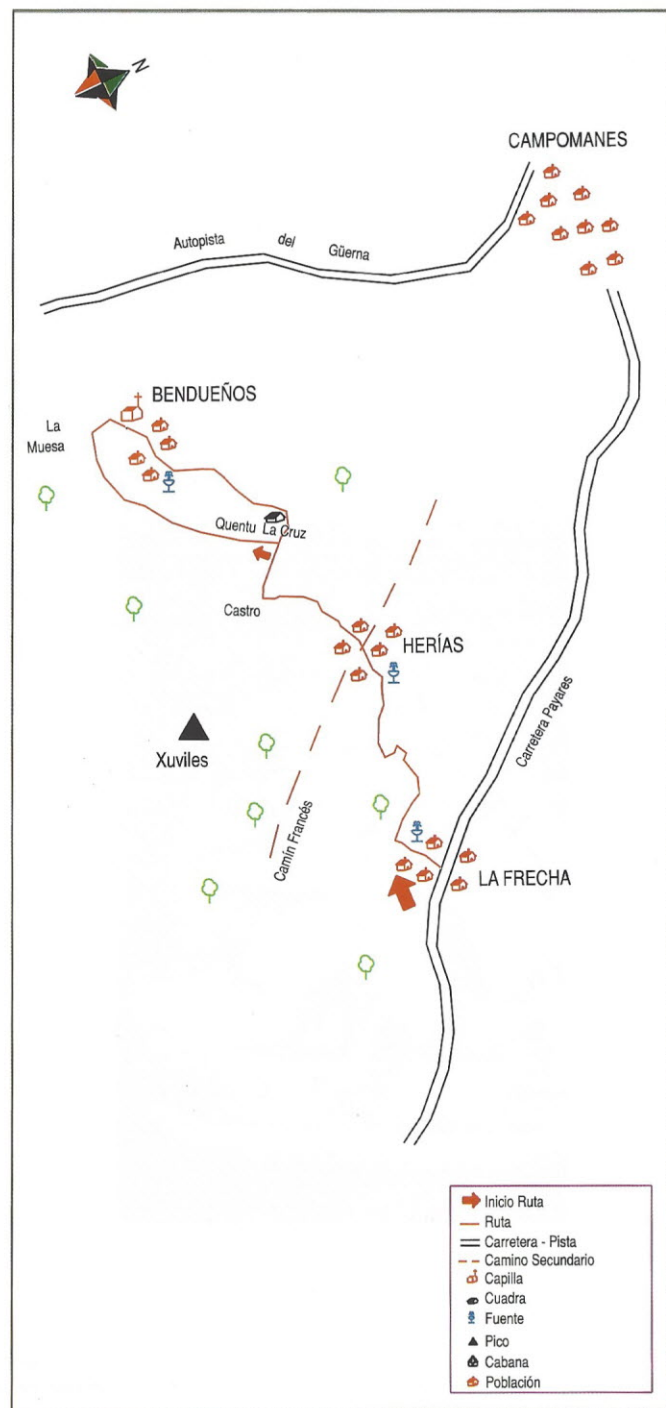 N
CAMPOMANES
Autopista del Güerna
BENDUEÑOS
La
Muesa
Quentu La Cruz
Castro
HERÍAS
Carretera Payares
Xuviles
Camín Francés
LA FRECHA
Inicio Ruta
Ruta
Carretera - Pista
Camino Secundario
Capilla
Cuadra
Fuente
Pico
Cabana
Población